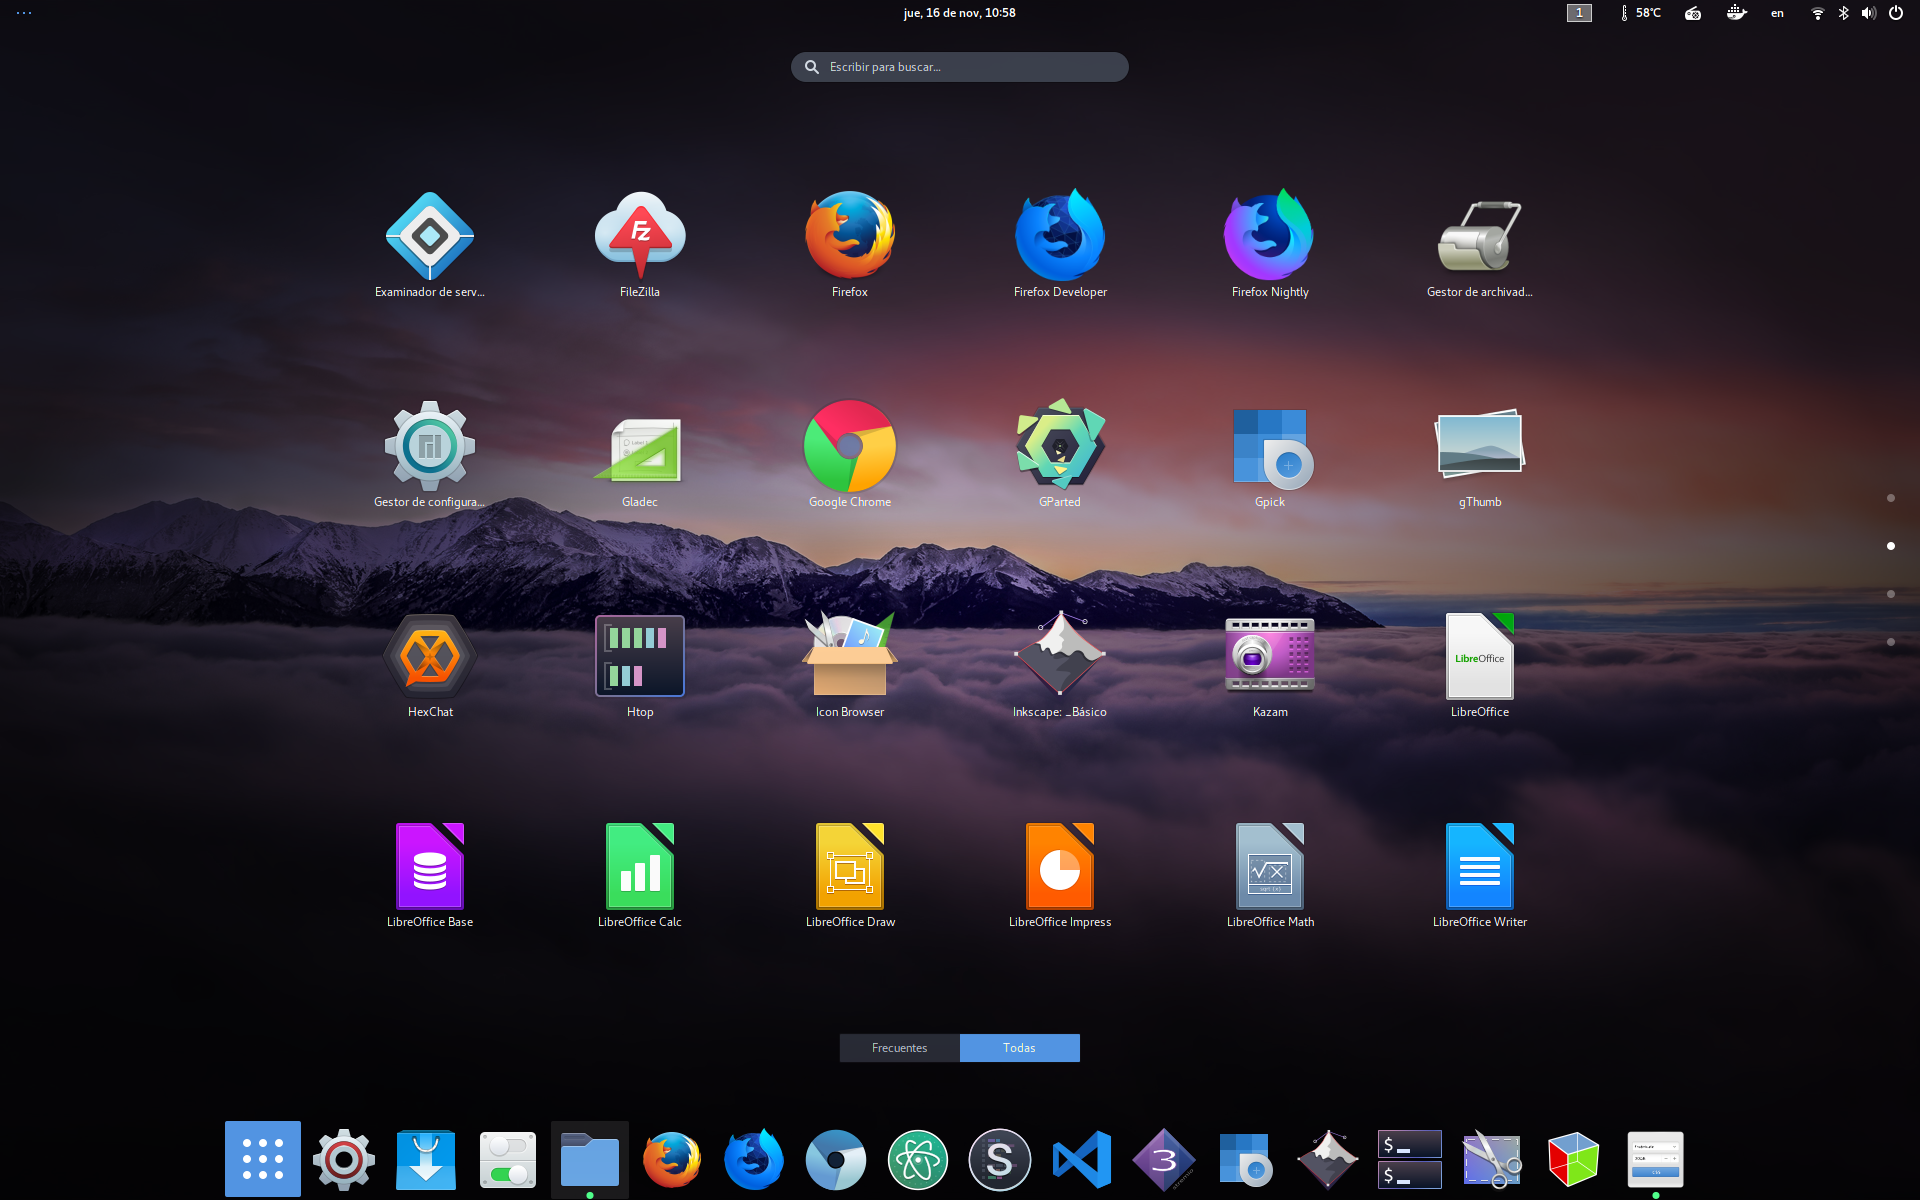 jue, 16 de nov, 10:58
1
58°C
en
Escribir para buscar...
Examinador de serv...
FileZilla
Firefox
Firefox Developer
Firefox Nightly
Gestor de archivad...
Gestor de configura...
Gladec
Google Chrome
GParted
Gpick
gThumb
LibreOffice
HexChat
Htop
Icon Browser
Inkscape: _Básico
Kazam
LibreOffice
LibreOffice Base
LibreOffice Calc
LibreOffice Draw
LibreOffice Impress
LibreOffice Math
LibreOffice Writer
Frecuentes
Todas